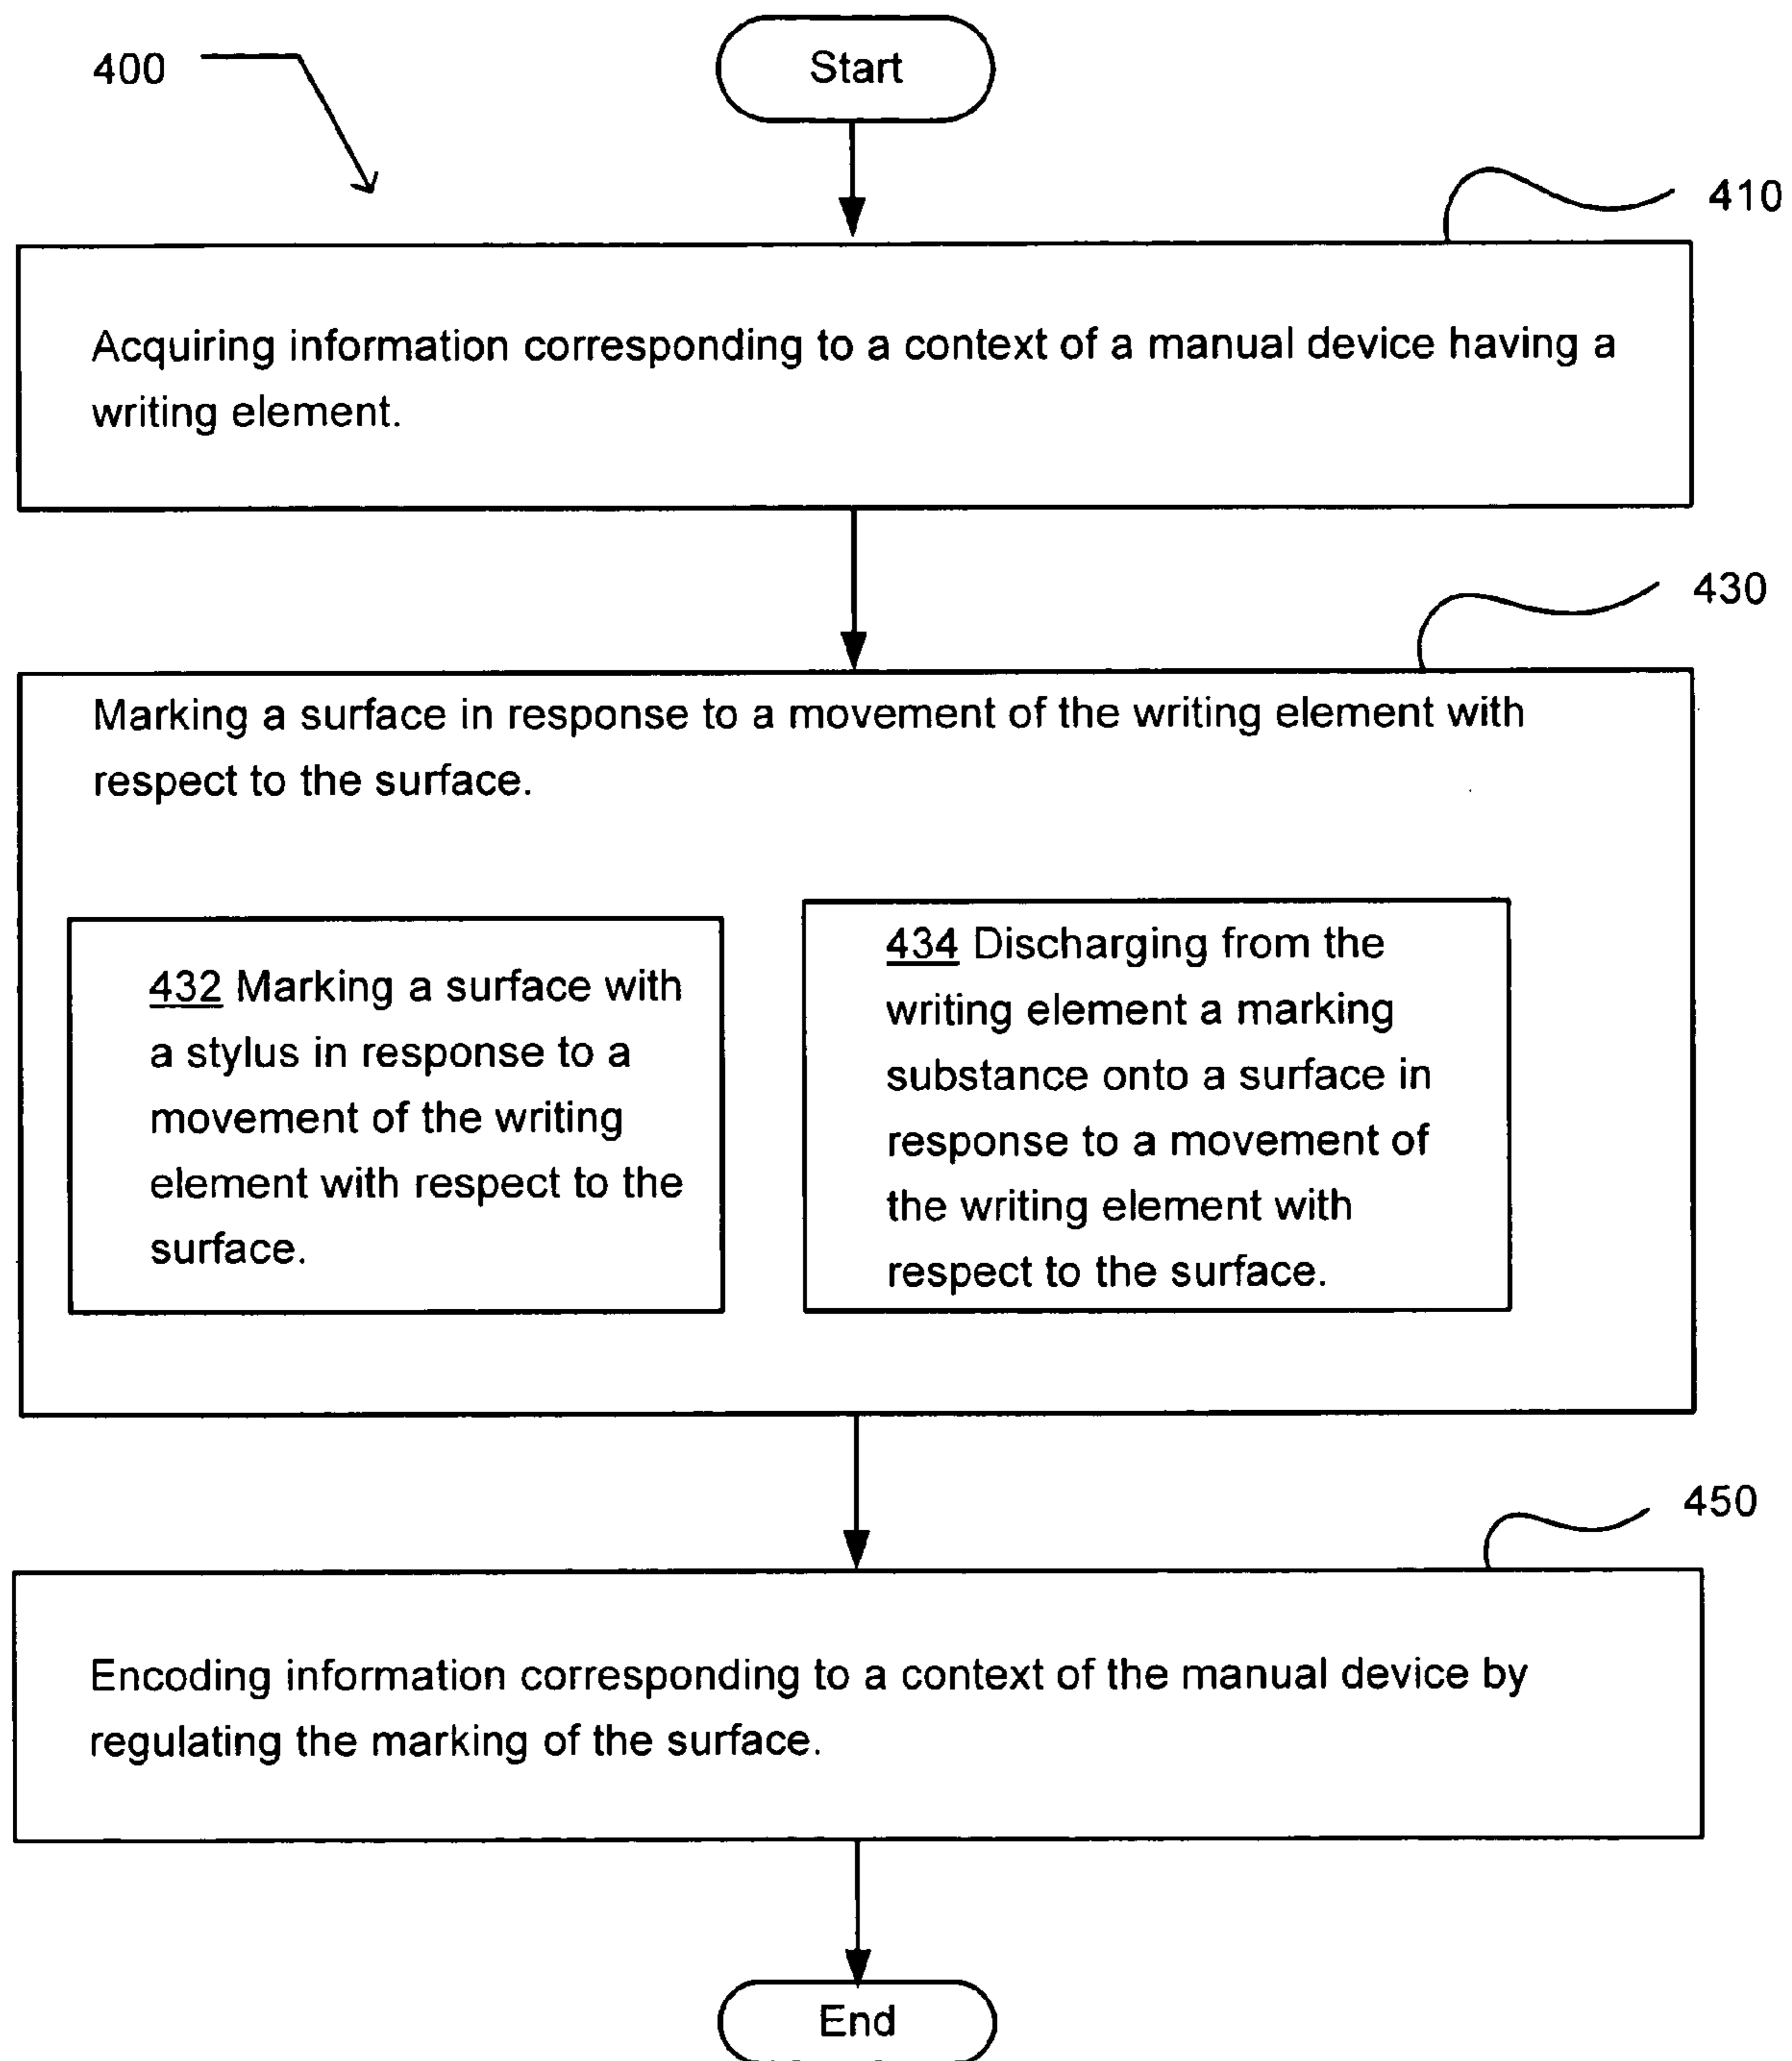 400
Start
410
Acquiring information corresponding to a context of a manual device having a
writing element.
430
Marking a surface in response to a movement of the writing element with
respect to the surface.
432 Marking a surface with
a stylus in response to a
movement of the writing
element with respect to the
surface.
434 Discharging from the
writing element a marking
substance onto a surface in
response to a movement of
the writing element with
respect to the surface.
450
Encoding information corresponding to a context of the manual device by
regulating the marking of the surface.
End